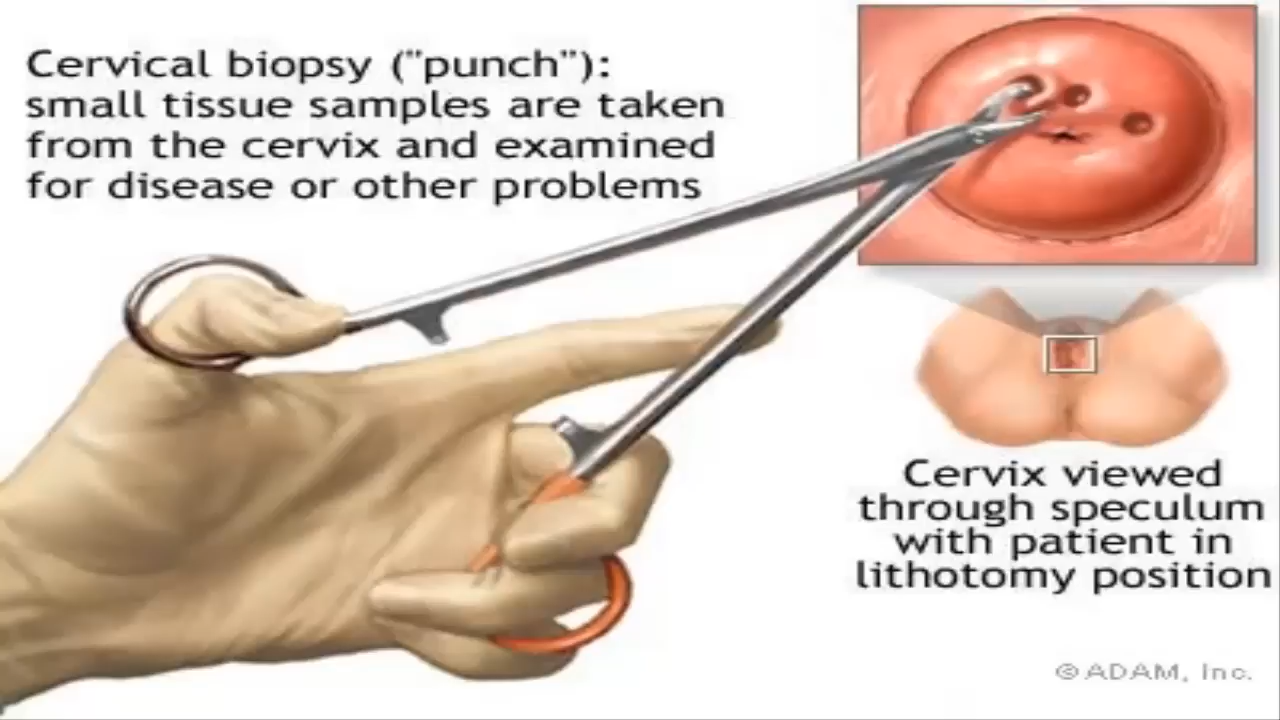 Cervical biopsy ("punch"):
small tissue samples are taken
from the cervix and examined
for disease or other problems
Cervix viewed
through speculum
with patient in
lithotomy position
© ADAM, Inc.